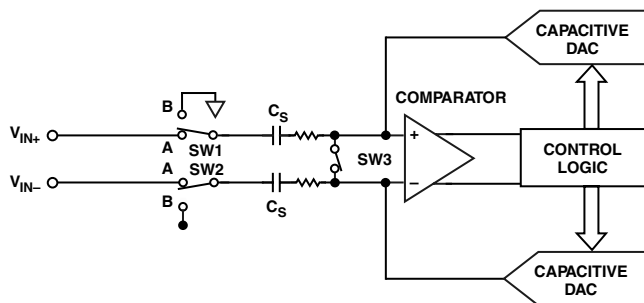 CAPACITIVE
DAC
B
COMPARATOR
C_S
V_IN+
A
SW1
+
A
SW2
SW3
CONTROL
LOGIC
V_IN–
–
B
C_S
CAPACITIVE
DAC